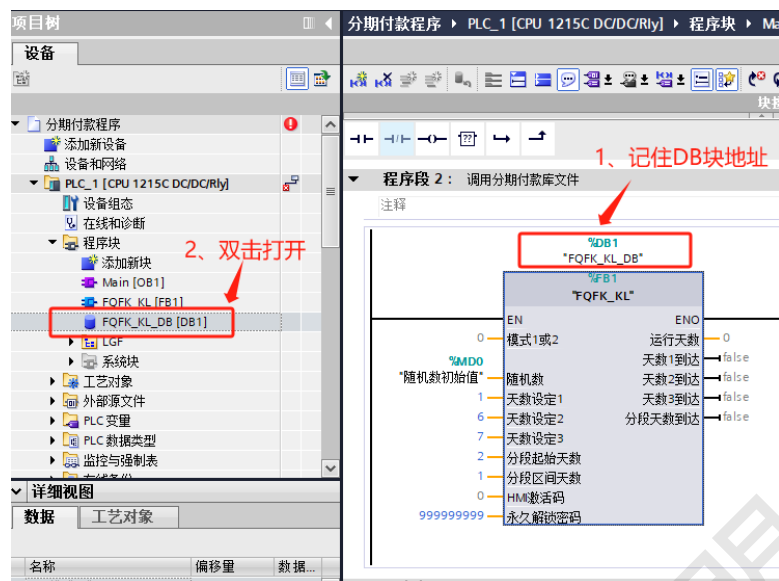 项目树
设备
分期付款程序
添加新设备
设备和网络
PLC_1 [CPU 1215C DC/DC/Rly]
设备组态
在线和诊断
程序块
添加新块
Main [OB1]
FQFK_KL [FB1]
FQFK_KL_DB [DB1]
LGF
系统块
工艺对象
外部源文件
PLC 变量
PLC 数据类型
监控与强制表
2、双击打开
详细视图
数据
工艺对象
名称
偏移量
数据...
分期付款程序 PLC_1 [CPU 1215C DC/DC/Rly] 程序块
1、记住DB块地址
程序段 2： 调用分期付款库文件
注释
%DB1
"FQFK_KL_DB"
%FB1
"FQFK_KL"
EN ENO
0 模式1或2 运行天数 0
天数1到达 false
%MD0
"随机数初始值" 随机数 天数2到达 false
1 天数设定1 天数3到达 false
6 天数设定2 分段天数到达 false
7 天数设定3
2 分段起始天数
1 分段区间天数
0 HMI激活码
999999999 永久解锁密码